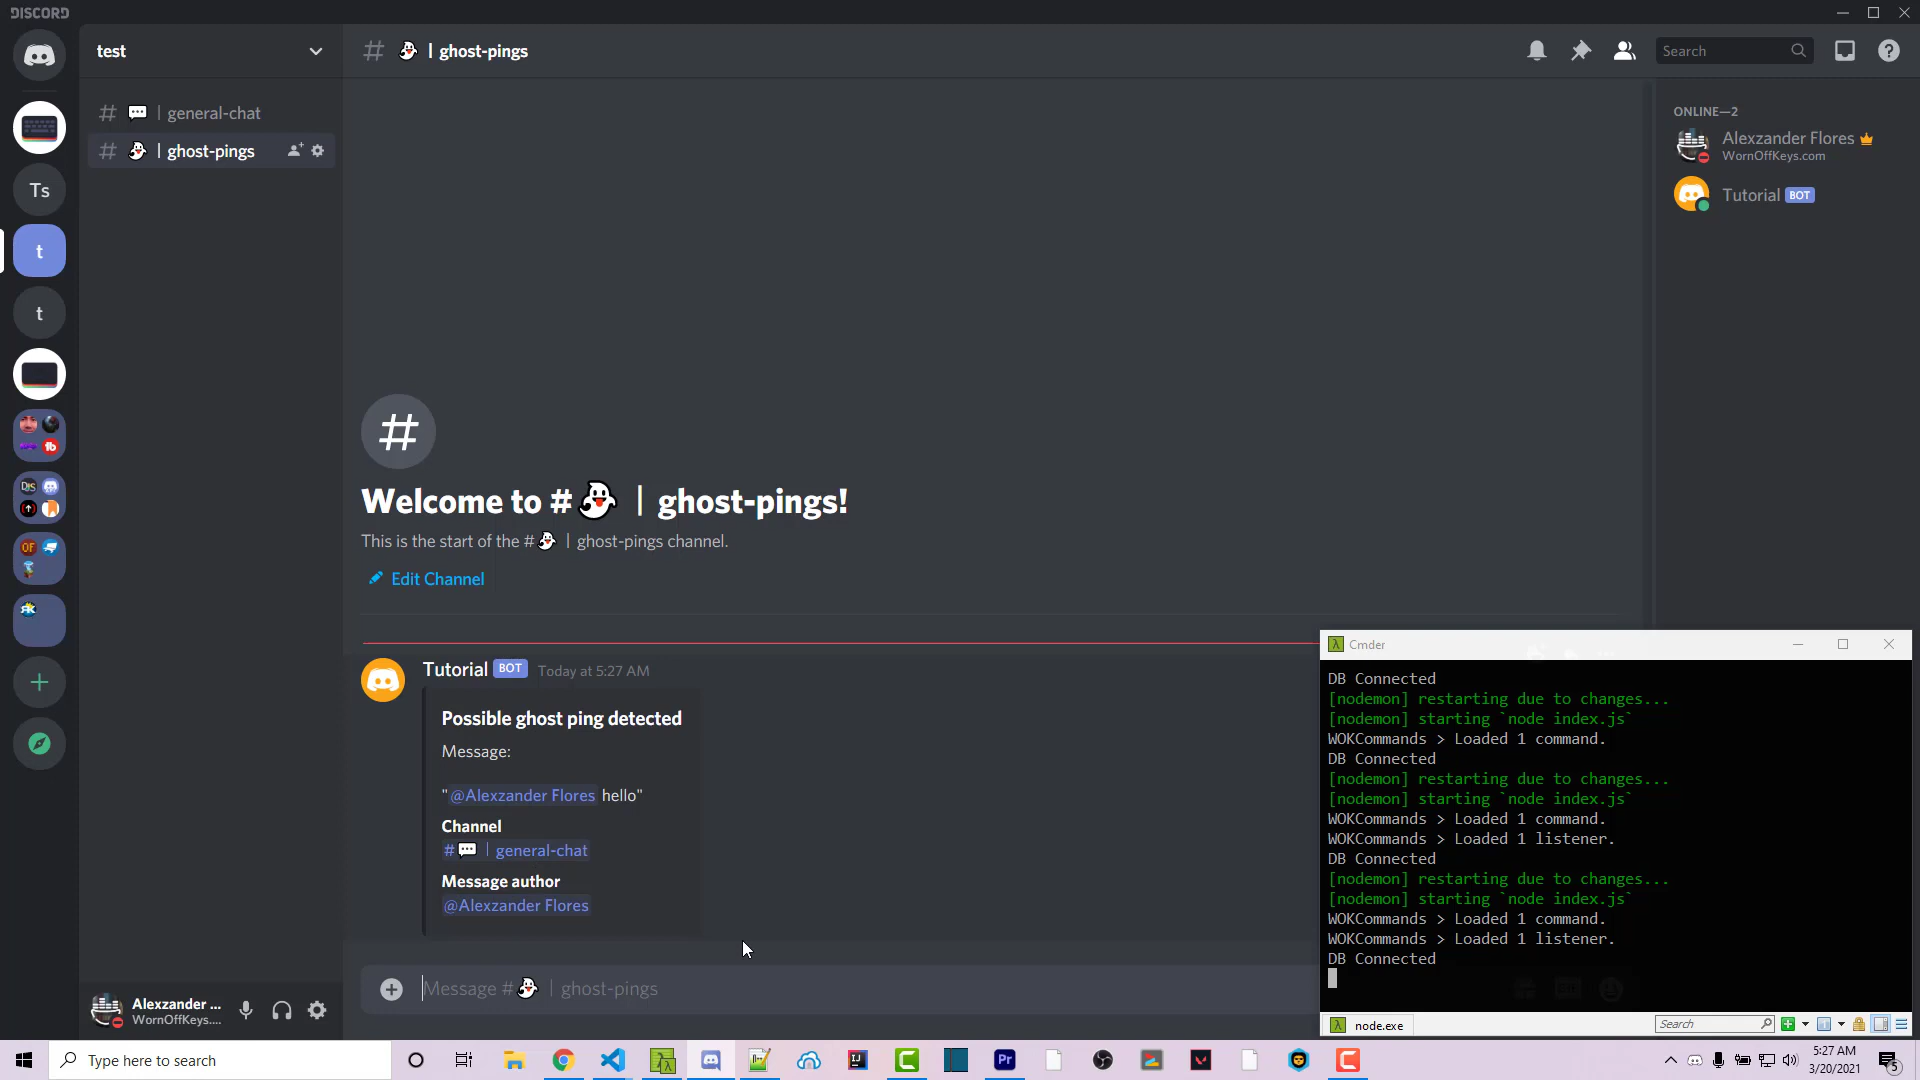 DISCORD
test
# | general-chat
# | ghost-pings
Ts
t
t
# | ghost-pings
Search
ONLINE—2
Alexzander Flores
WornOffKeys.com
Tutorial BOT
#
Welcome to # | ghost-pings!
This is the start of the # | ghost-pings channel.
Edit Channel
Tutorial BOT Today at 5:27 AM
Possible ghost ping detected
Message:
"@Alexzander Flores hello"
Channel
# | general-chat
Message author
@Alexzander Flores
Message # | ghost-pings
Alexzander ...
WornOffKeys....
Cmder
DB Connected
[nodemon] restarting due to changes...
[nodemon] starting `node index.js`
WOKCommands > Loaded 1 command.
DB Connected
[nodemon] restarting due to changes...
[nodemon] starting `node index.js`
WOKCommands > Loaded 1 command.
WOKCommands > Loaded 1 listener.
DB Connected
[nodemon] restarting due to changes...
[nodemon] starting `node index.js`
WOKCommands > Loaded 1 command.
WOKCommands > Loaded 1 listener.
DB Connected
node.exe
Search
Type here to search
5:27 AM
3/20/2021
5